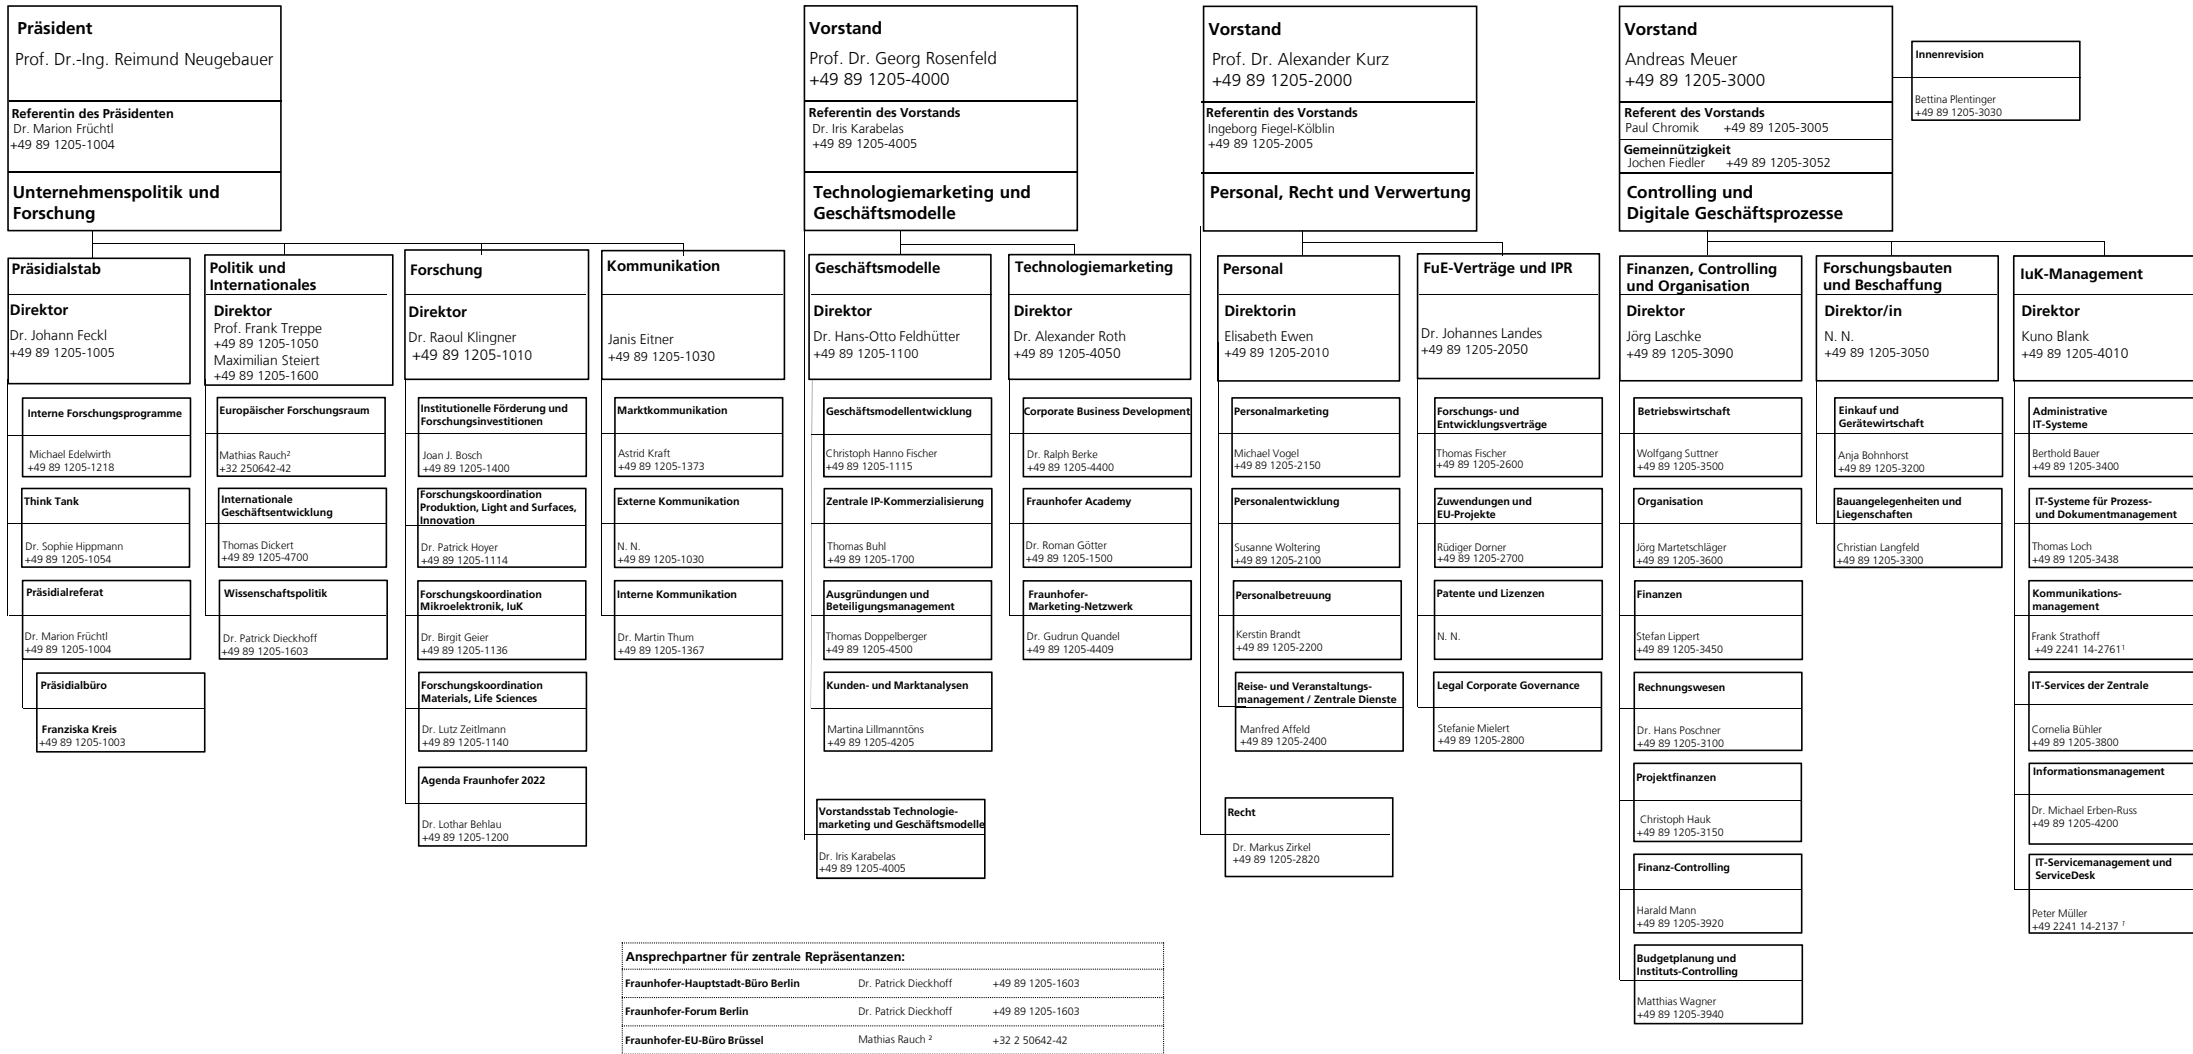 Präsident
Prof. Dr.-Ing. Reimund Neugebauer
Referentin des Präsidenten
Dr. Marion Früchtl
+49 89 1205-1004
Unternehmenspolitik und
Forschung
Vorstand
Prof. Dr. Georg Rosenfeld
+49 89 1205-4000
Referentin des Vorstands
Dr. Iris Karabelas
+49 89 1205-4005
Technologiemarketing und
Geschäftsmodelle
Vorstand
Prof. Dr. Alexander Kurz
+49 89 1205-2000
Referentin des Vorstands
Ingeborg Fiegel-Kölblin
+49 89 1205-2005
Personal, Recht und Verwertung
Vorstand
Andreas Meuer
+49 89 1205-3000
Referent des Vorstands
Paul Chromik +49 89 1205-3005
Gemeinnützigkeit
Jochen Fiedler +49 89 1205-3052
Controlling und
Digitale Geschäftsprozesse
Innenrevision
Bettina Plentinger
+49 89 1205-3030
Präsidialstab
Direktor
Dr. Johann Feckl
+49 89 1205-1005
Interne Forschungsprogramme
Michael Edelwirth
+49 89 1205-1218
Think Tank
Dr. Sophie Hippmann
+49 89 1205-1054
Präsidialreferat
Dr. Marion Früchtl
+49 89 1205-1004
Präsidialbüro
Franziska Kreis
+49 89 1205-1003
Politik und
Internationales
Direktor
Prof. Frank Treppe
+49 89 1205-1050
Maximilian Steiert
+49 89 1205-1600
Europäischer Forschungsraum
Mathias Rauch²
+32 250642-42
Internationale
Geschäftsentwicklung
Thomas Dickert
+49 89 1205-4700
Wissenschaftspolitik
Dr. Patrick Dieckhoff
+49 89 1205-1603
Forschung
Direktor
Dr. Raoul Klingner
+49 89 1205-1010
Institutionelle Förderung und
Forschungsinvestitionen
Joan J. Bosch
+49 89 1205-1400
Forschungskoordination
Produktion, Light and Surfaces,
Innovation
Dr. Patrick Hoyer
+49 89 1205-1114
Forschungskoordination
Mikroelektronik, IuK
Dr. Birgit Geier
+49 89 1205-1136
Forschungskoordination
Materials, Life Sciences
Dr. Lutz Zeitlmann
+49 89 1205-1140
Agenda Fraunhofer 2022
Dr. Lothar Behlau
+49 89 1205-1200
Kommunikation
Janis Eitner
+49 89 1205-1030
Marktkommunikation
Astrid Kraft
+49 89 1205-1373
Externe Kommunikation
N. N.
+49 89 1205-1030
Interne Kommunikation
Dr. Martin Thum
+49 89 1205-1367
Geschäftsmodelle
Direktor
Dr. Hans-Otto Feldhütter
+49 89 1205-1100
Geschäftsmodellentwicklung
Christoph Hanno Fischer
+49 89 1205-1115
Zentrale IP-Kommerzialisierung
Thomas Buhl
+49 89 1205-1700
Ausgründungen und
Beteiligungsmanagement
Thomas Doppelberger
+49 89 1205-4500
Kunden- und Marktanalysen
Martina Lillmanntöns
+49 89 1205-4205
Vorstandsstab Technologie-
marketing und Geschäftsmodelle
Dr. Iris Karabelas
+49 89 1205-4005
Technologiemarketing
Direktor
Dr. Alexander Roth
+49 89 1205-4050
Corporate Business Development
Dr. Ralph Berke
+49 89 1205-4400
Fraunhofer Academy
Dr. Roman Götter
+49 89 1205-1500
Fraunhofer-
Marketing-Netzwerk
Dr. Gudrun Quandel
+49 89 1205-4409
Personal
Direktorin
Elisabeth Ewen
+49 89 1205-2010
Personalmarketing
Michael Vogel
+49 89 1205-2150
Personalentwicklung
Susanne Woltering
+49 89 1205-2100
Personalbetreuung
Kerstin Brandt
+49 89 1205-2200
Reise- und Veranstaltungs-
management / Zentrale Dienste
Manfred Affeld
+49 89 1205-2400
Recht
Dr. Markus Zirkel
+49 89 1205-2820
FuE-Verträge und IPR
Dr. Johannes Landes
+49 89 1205-2050
Forschungs- und
Entwicklungsverträge
Thomas Fischer
+49 89 1205-2600
Zuwendungen und
EU-Projekte
Rüdiger Dorner
+49 89 1205-2700
Patente und Lizenzen
N. N.
Legal Corporate Governance
Stefanie Mielert
+49 89 1205-2800
Finanzen, Controlling
und Organisation
Direktor
Jörg Laschke
+49 89 1205-3090
Betriebswirtschaft
Wolfgang Suttner
+49 89 1205-3500
Organisation
Jörg Martetschläger
+49 89 1205-3600
Finanzen
Stefan Lippert
+49 89 1205-3450
Rechnungswesen
Dr. Hans Poschner
+49 89 1205-3100
Projektfinanzen
Christoph Hauk
+49 89 1205-3150
Finanz-Controlling
Harald Mann
+49 89 1205-3920
Budgetplanung und
Instituts-Controlling
Matthias Wagner
+49 89 1205-3940
Forschungsbauten
und Beschaffung
Direktor/in
N. N.
+49 89 1205-3050
Einkauf und
Gerätewirtschaft
Anja Bohnhorst
+49 89 1205-3200
Bauangelegenheiten und
Liegenschaften
Christian Langfeld
+49 89 1205-3300
IuK-Management
Direktor
Kuno Blank
+49 89 1205-4010
Administrative
IT-Systeme
Berthold Bauer
+49 89 1205-3400
IT-Systeme für Prozess-
und Dokumentmanagement
Thomas Loch
+49 89 1205-3438
Kommunikations-
management
Frank Strathoff
+49 2241 14-2761¹
IT-Services der Zentrale
Cornelia Bühler
+49 89 1205-3800
Informationsmanagement
Dr. Michael Erben-Russ
+49 89 1205-4200
IT-Servicemanagement und
ServiceDesk
Peter Müller
+49 2241 14-2137 ¹
Ansprechpartner für zentrale Repräsentanzen:
Fraunhofer-Hauptstadt-Büro Berlin Dr. Patrick Dieckhoff +49 89 1205-1603
Fraunhofer-Forum Berlin Dr. Patrick Dieckhoff +49 89 1205-1603
Fraunhofer-EU-Büro Brüssel Mathias Rauch ² +32 2 50642-42